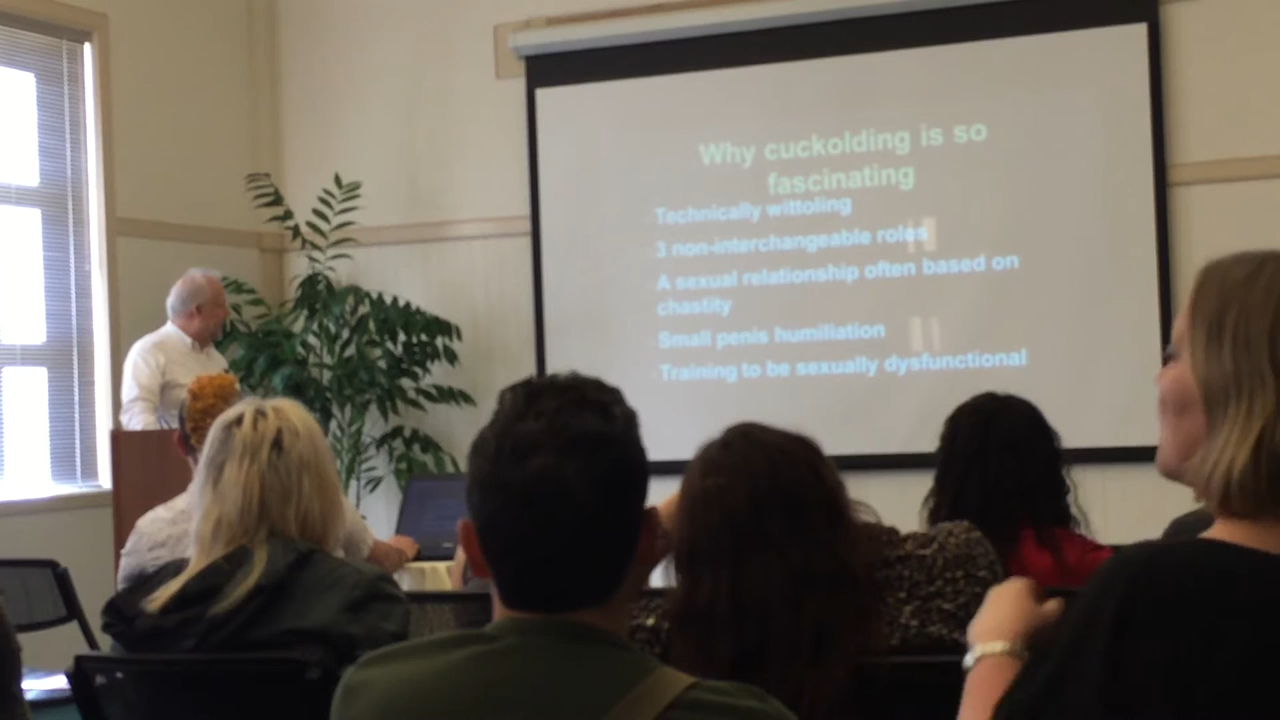 Why cuckolding is so
fascinating
Technically wittoling
3 non-interchangeable roles
A sexual relationship often based on
chastity
Small penis humiliation
Training to be sexually dysfunctional